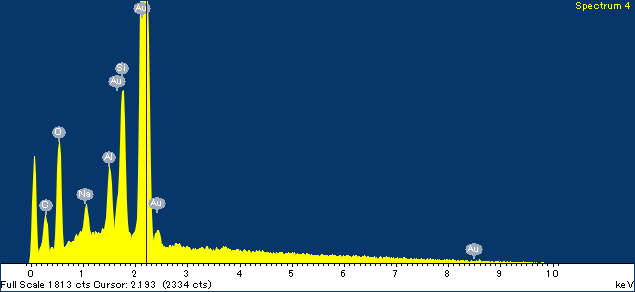 Spectrum 4
Au
Si
Au
O
Al
Na
Au
C
Au
0 1 2 3 4 5 6 7 8 9 10
Full Scale 1813 cts Cursor: 2.193 (2334 cts) keV